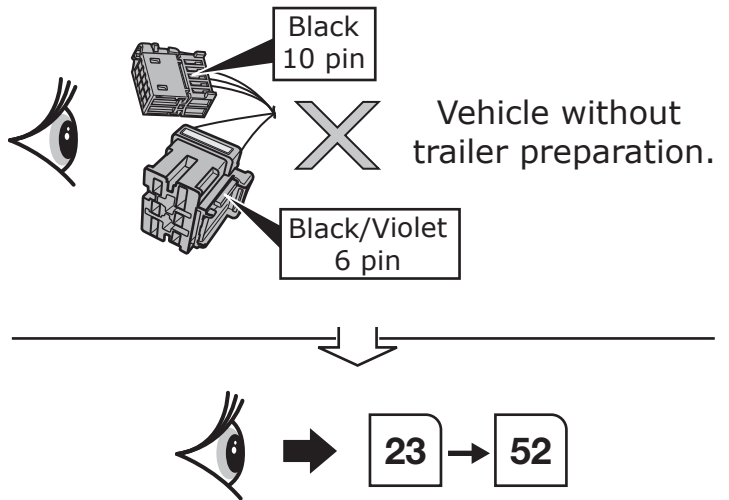 Black
10 pin
Vehicle without
trailer preparation.
Black/Violet
6 pin
23
52